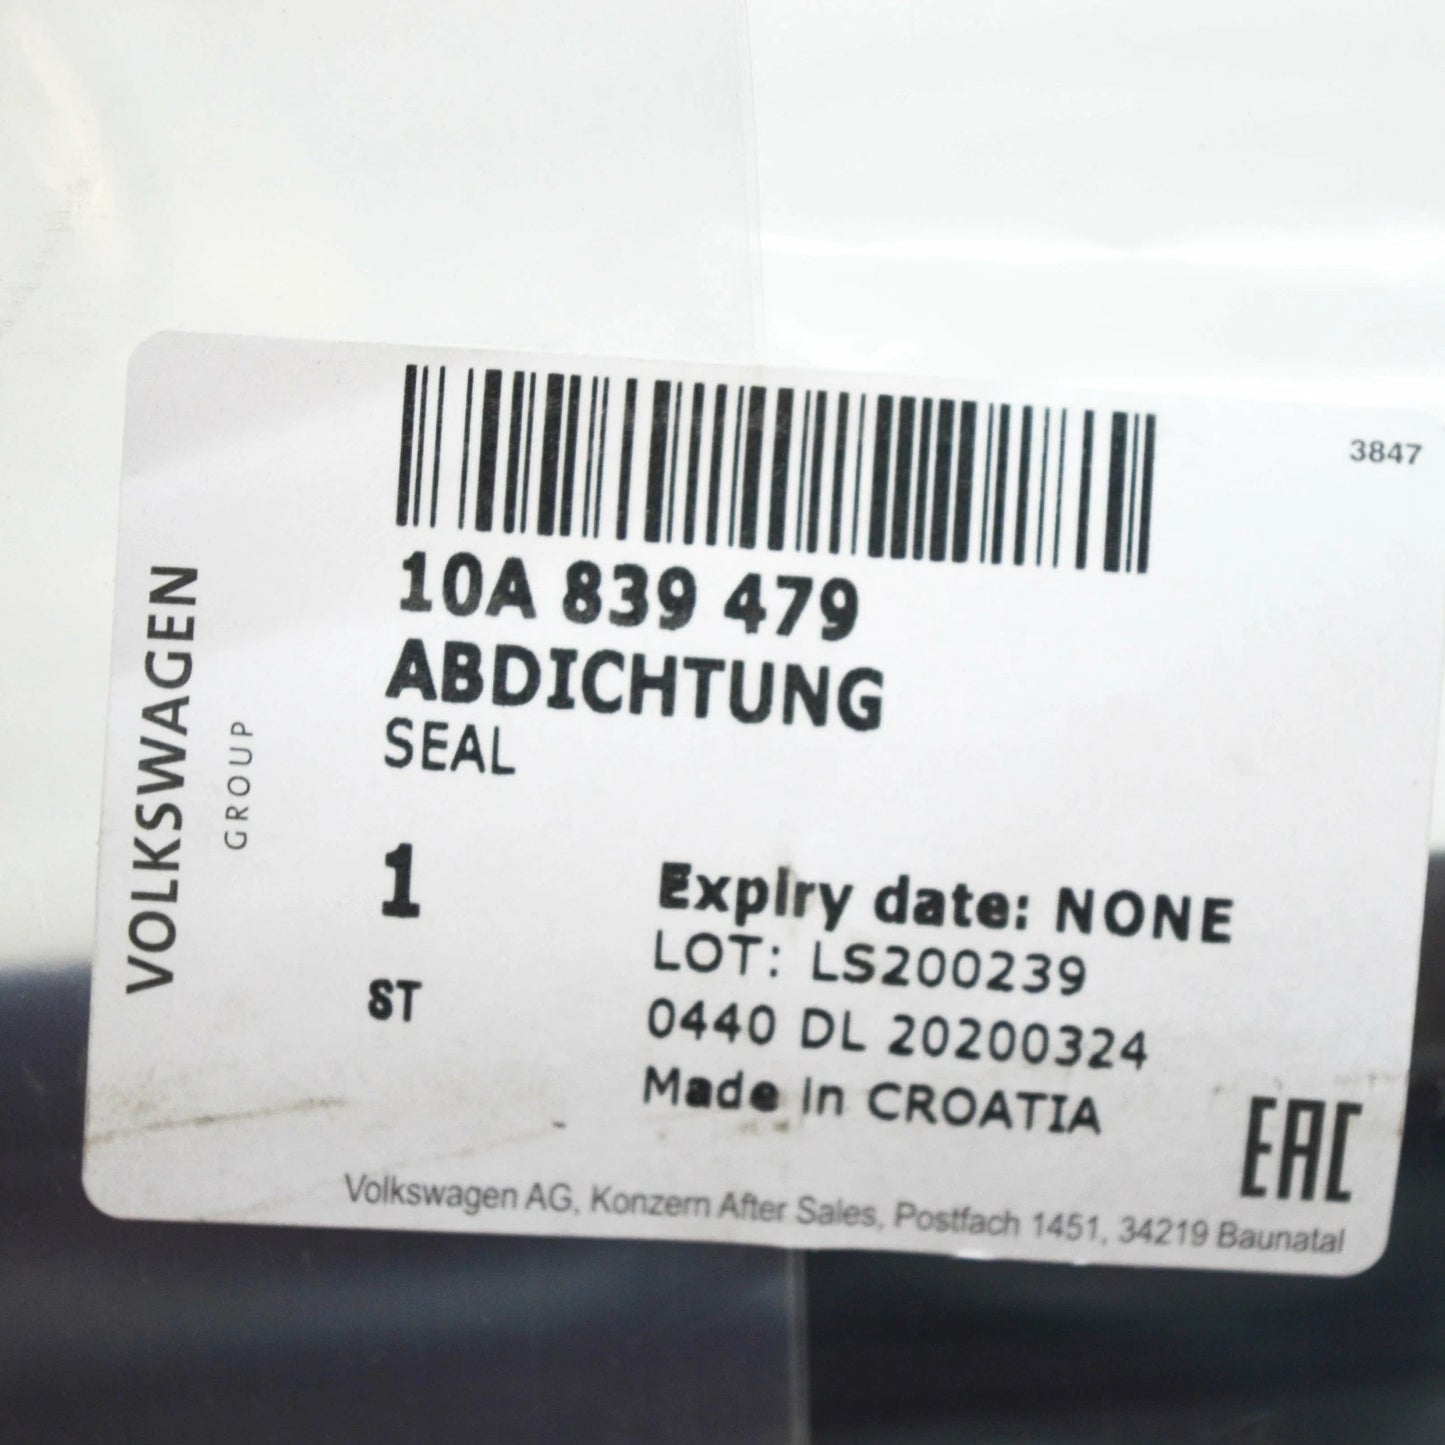 3847
10A 839 479
ABDICHTUNG
SEAL
1
ST
Expiry date: NONE
LOT: LS200239
0440 DL 20200324
Made in CROATIA
EAC
Volkswagen AG, Konzern After Sales, Postfach 1451, 34219 Baunatal
VOLKSWAGEN
GROUP